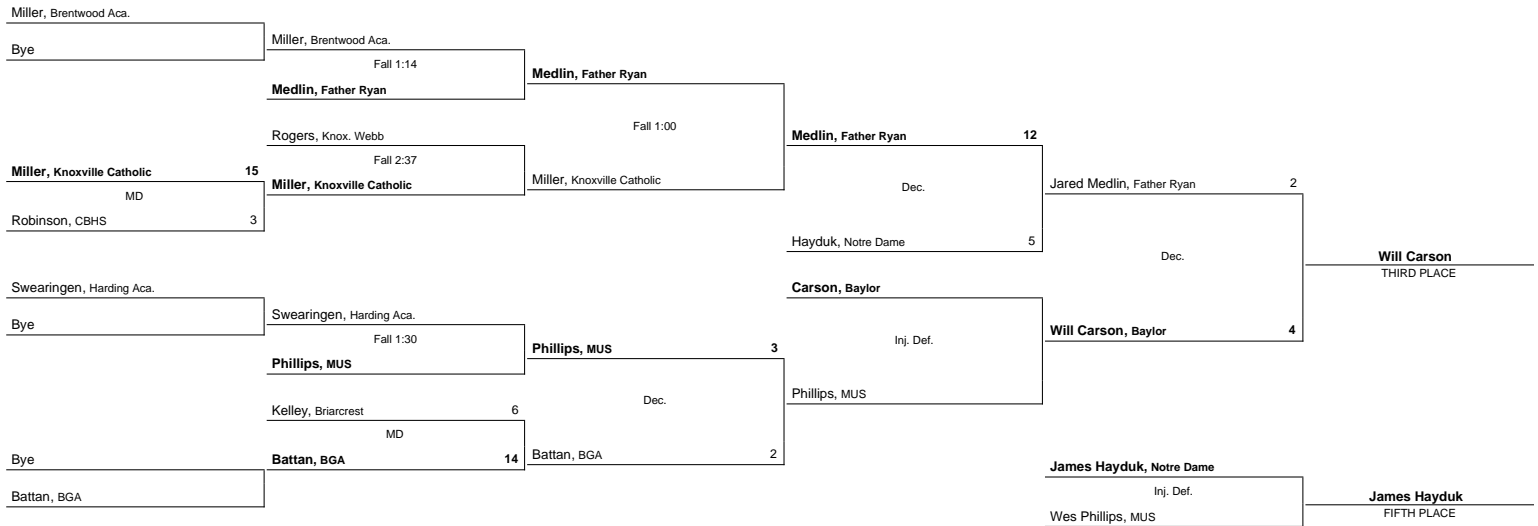 Miller, Brentwood Aca.
Bye
Miller, Brentwood Aca.
Fall 1:14
Medlin, Father Ryan
Medlin, Father Ryan
Fall 1:00
Rogers, Knox. Webb
Fall 2:37
Miller, Knoxville Catholic
Miller, Knoxville Catholic 15
MD
Robinson, CBHS 3
Miller, Knoxville Catholic
Medlin, Father Ryan 12
Dec.
Hayduk, Notre Dame 5
Jared Medlin, Father Ryan 2
Dec.
Will Carson
THIRD PLACE
Swearingen, Harding Aca.
Bye
Swearingen, Harding Aca.
Fall 1:30
Phillips, MUS
Phillips, MUS 3
Dec.
Carson, Baylor
Inj. Def.
Phillips, MUS
Will Carson, Baylor 4
Kelley, Briarcrest 6
MD
Battan, BGA 14
Battan, BGA 2
Bye
Battan, BGA
James Hayduk, Notre Dame
Inj. Def.
Wes Phillips, MUS
James Hayduk
FIFTH PLACE